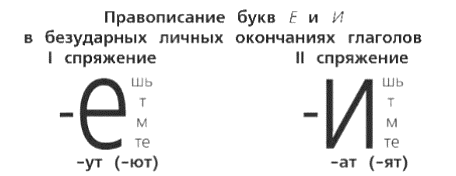 Правописание букв Е и И
в безударных личных окончаниях глаголов
I спряжение II спряжение
-е шь т м те -и шь т м те
-ут (-ют) -ат (-ят)